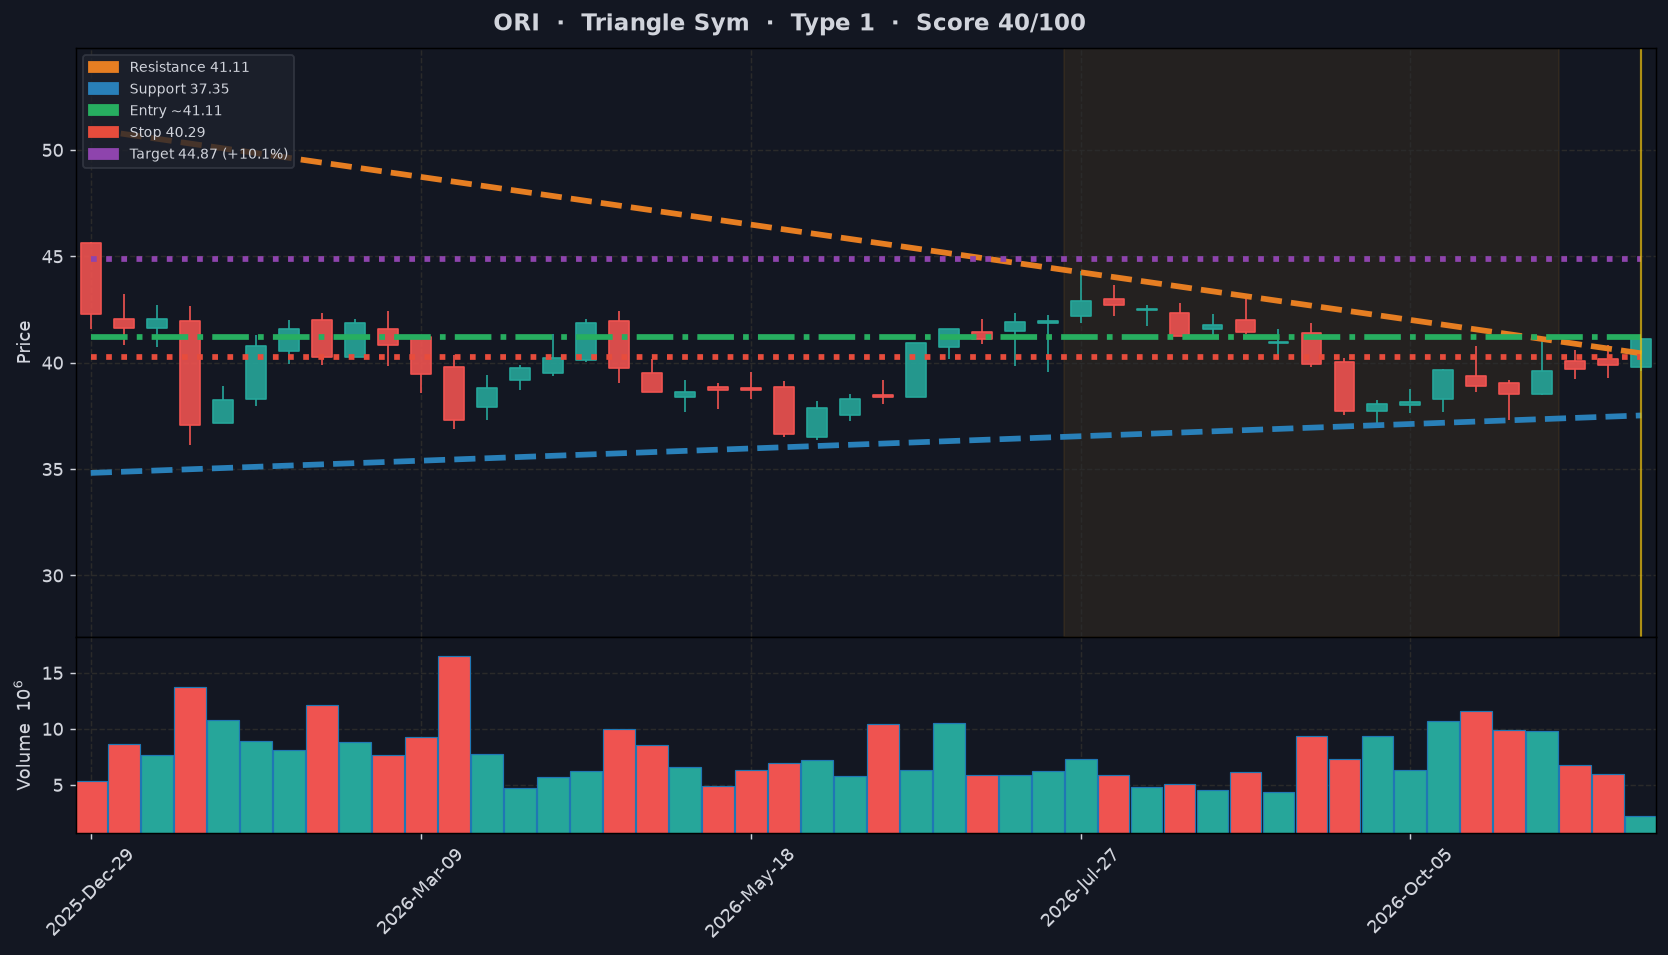 ORI · Triangle Sym · Type 1 · Score 40/100
Resistance 41.11
Support 37.35
Entry ~41.11
Stop 40.29
Target 44.87 (+10.1%)
Price
50
45
40
35
30
Volume 10⁶
15
10
5
2025-Dec-29
2026-Mar-09
2026-May-18
2026-Jul-27
2026-Oct-05